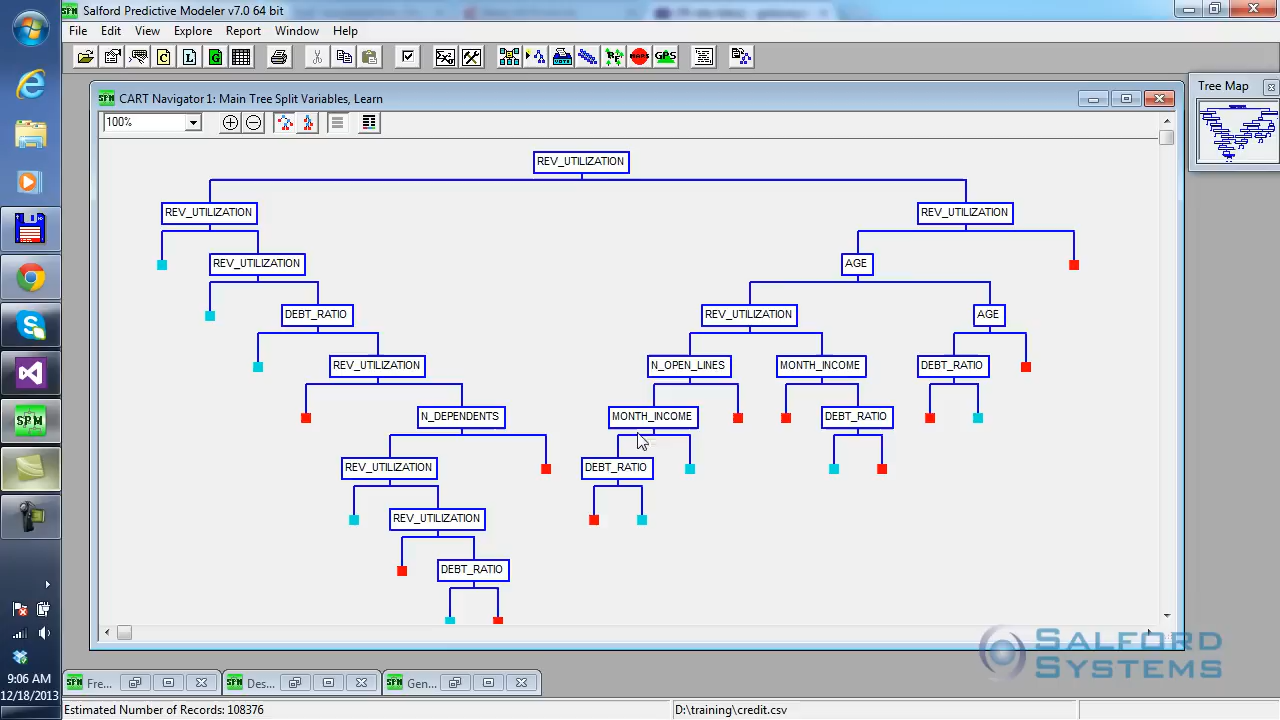 Salford Predictive Modeler v7.0 64 bit
File Edit View Explore Report Window Help
CART Navigator 1: Main Tree Split Variables, Learn
Tree Map
100%
REV_UTILIZATION
REV_UTILIZATION REV_UTILIZATION
REV_UTILIZATION AGE
DEBT_RATIO REV_UTILIZATION AGE
REV_UTILIZATION N_OPEN_LINES MONTH_INCOME DEBT_RATIO
N_DEPENDENTS MONTH_INCOME DEBT_RATIO
REV_UTILIZATION DEBT_RATIO
REV_UTILIZATION
DEBT_RATIO
SALFORD
SYSTEMS
Fre... Des... Gen...
9:06 AM
12/18/2013
Estimated Number of Records: 108376 D:\training\credit.csv